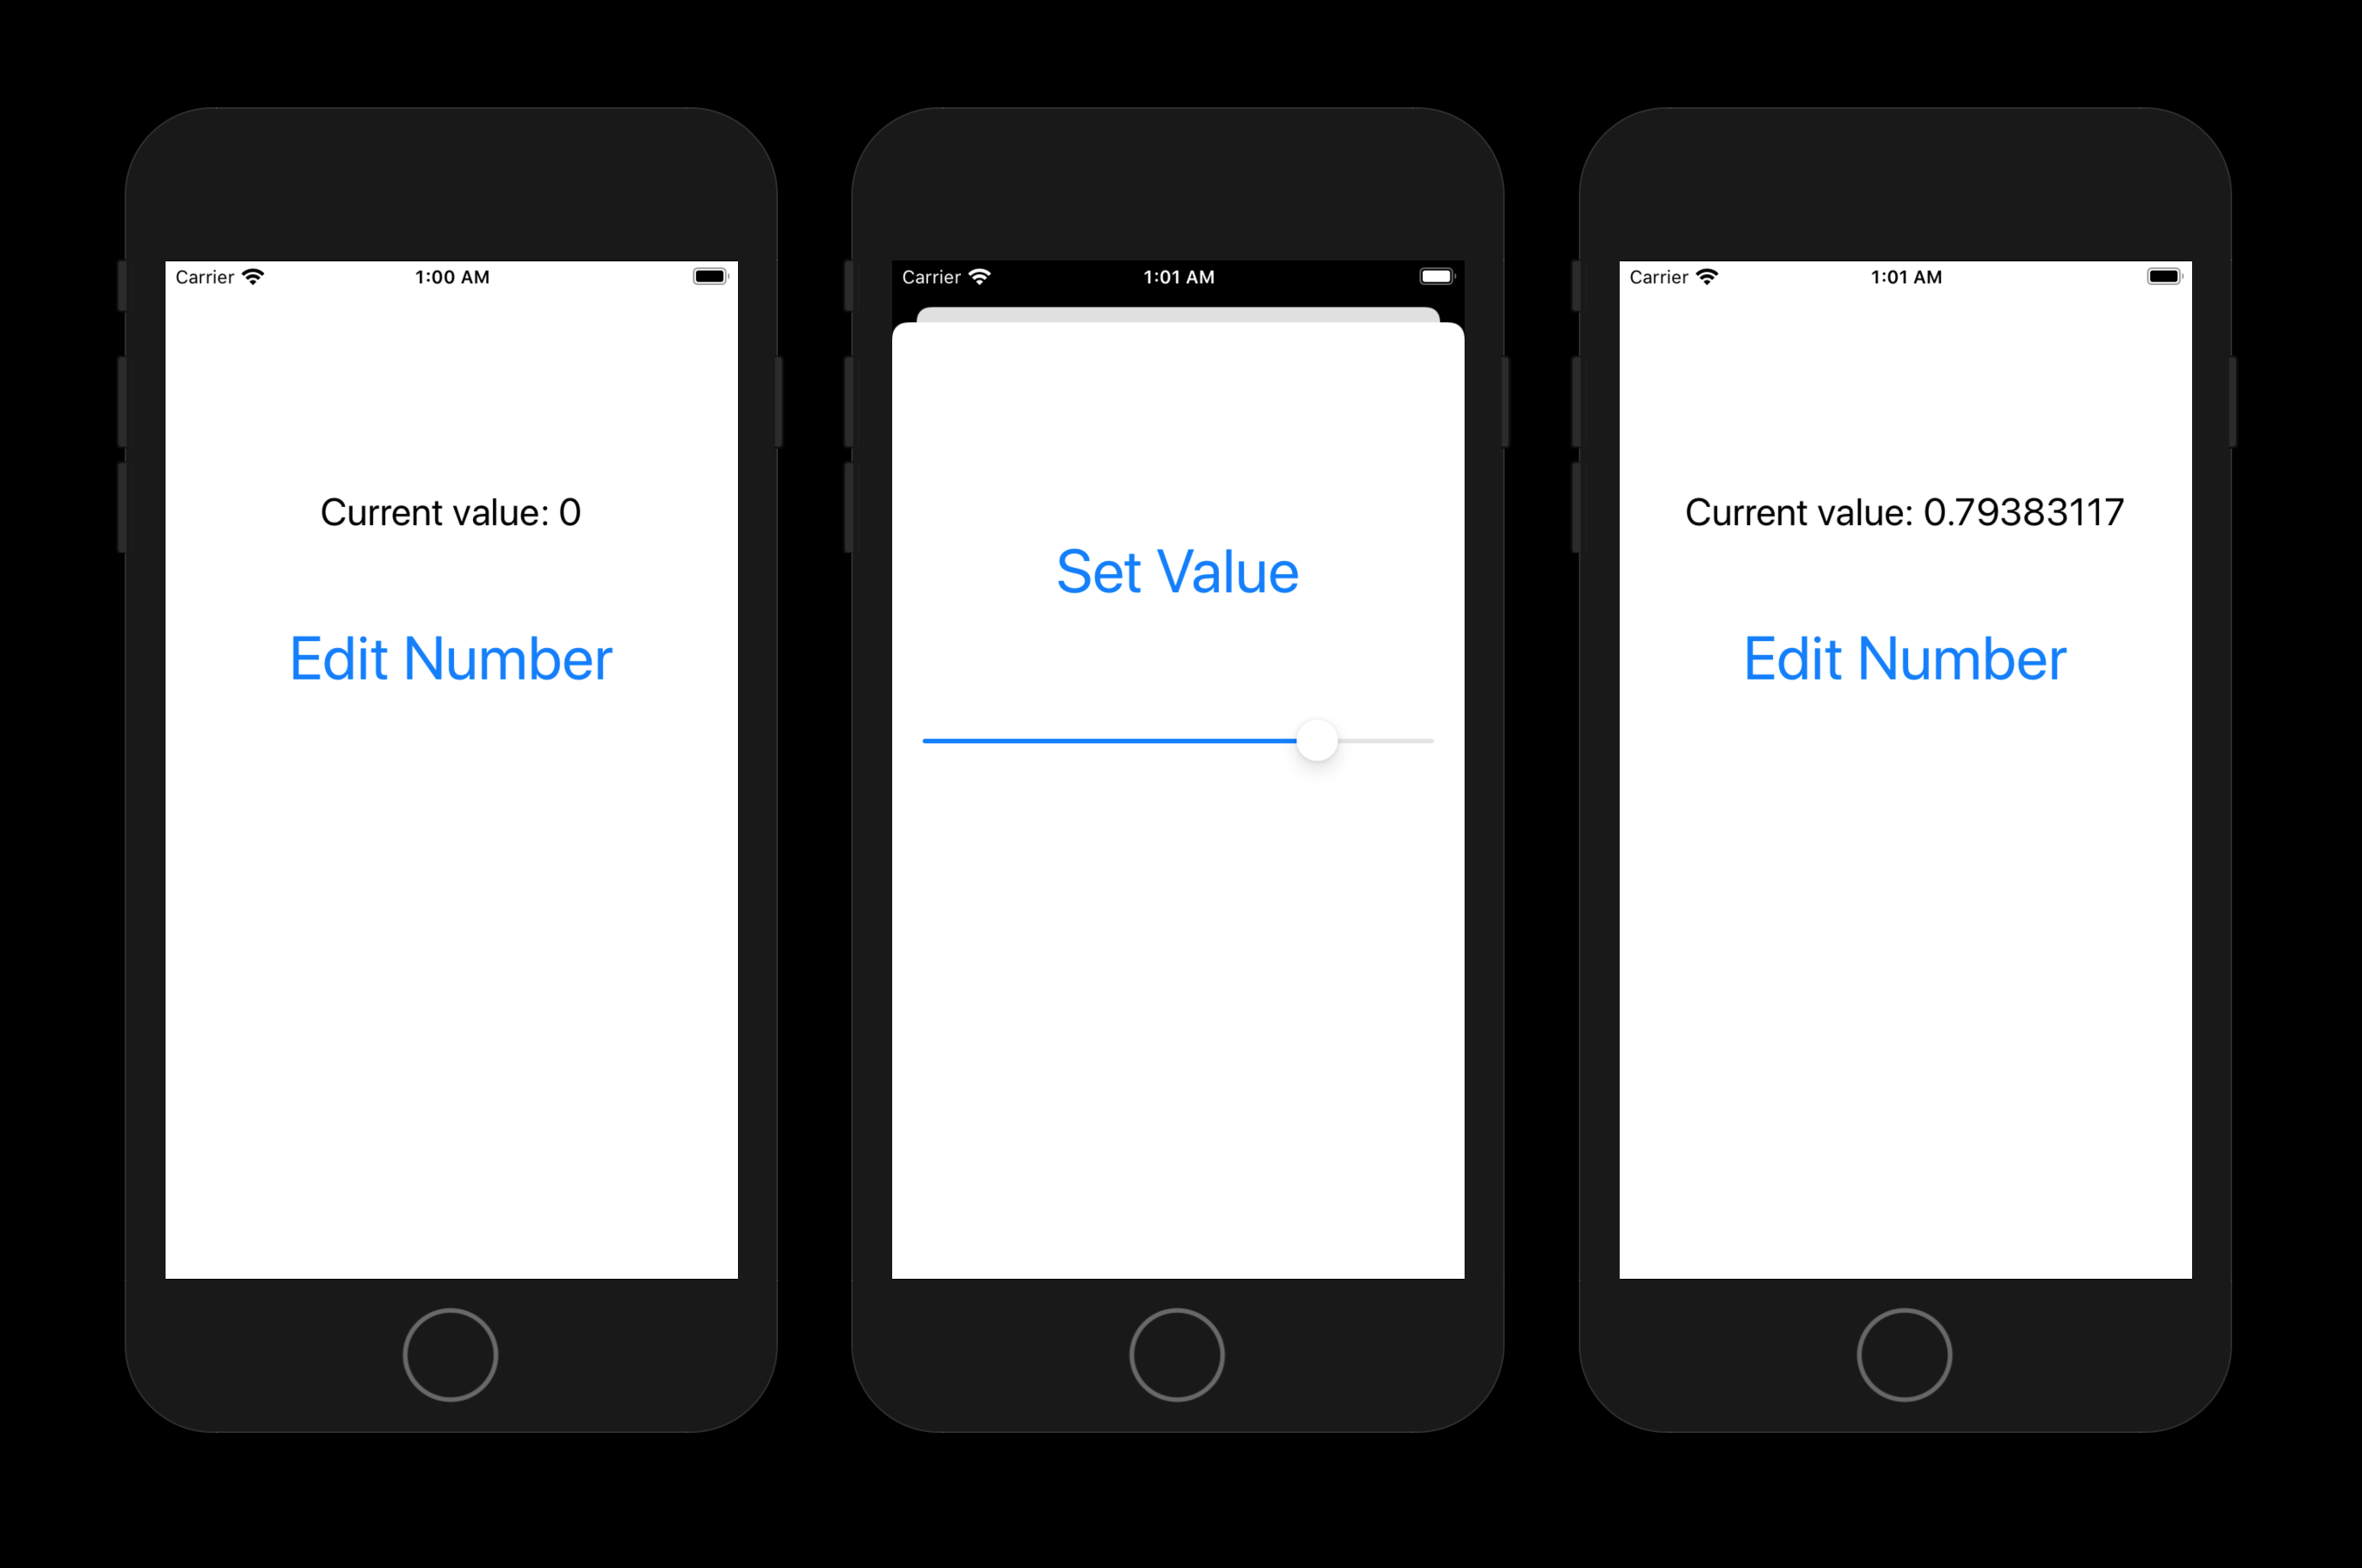 Carrier 1:00 AM
Current value: 0
Edit Number
Carrier 1:01 AM
Set Value
Carrier 1:01 AM
Current value: 0.79383117
Edit Number